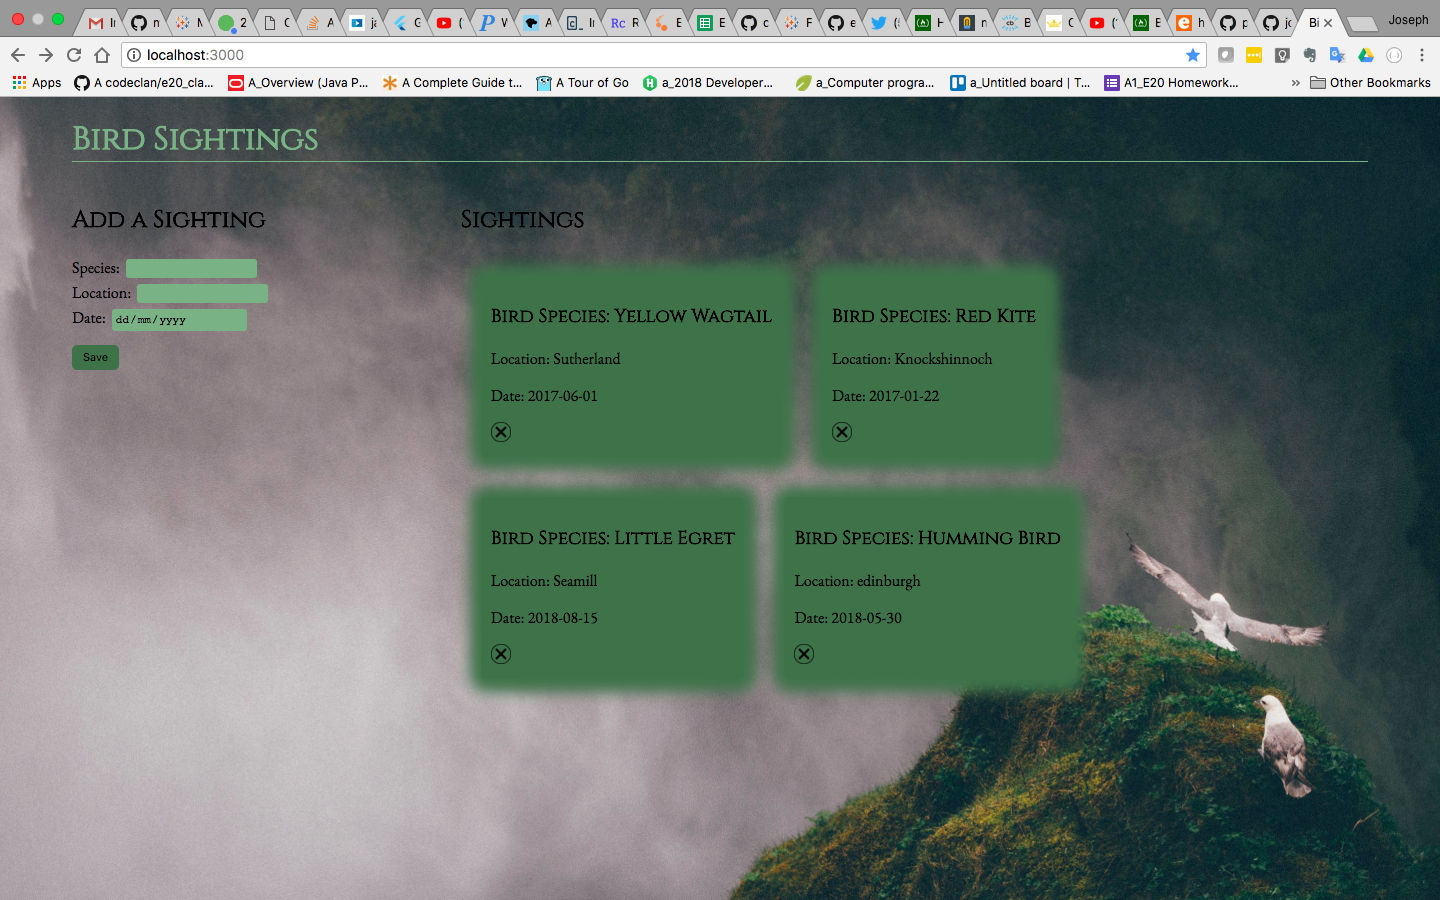 Joseph
localhost:3000
Apps A codeclan/e20_cla... A_Overview (Java P... A Complete Guide t... A Tour of Go a_2018 Developer... a_Computer progra... a_Untitled board | T... A1_E20 Homework... » Other Bookmarks
Bird Sightings
Add a Sighting
Species:
Location:
Date: dd/mm/yyyy
Save
Sightings
Bird Species: Yellow Wagtail
Location: Sutherland
Date: 2017-06-01
Bird Species: Red Kite
Location: Knockshinnoch
Date: 2017-01-22
Bird Species: Little Egret
Location: Seamill
Date: 2018-08-15
Bird Species: Humming Bird
Location: edinburgh
Date: 2018-05-30